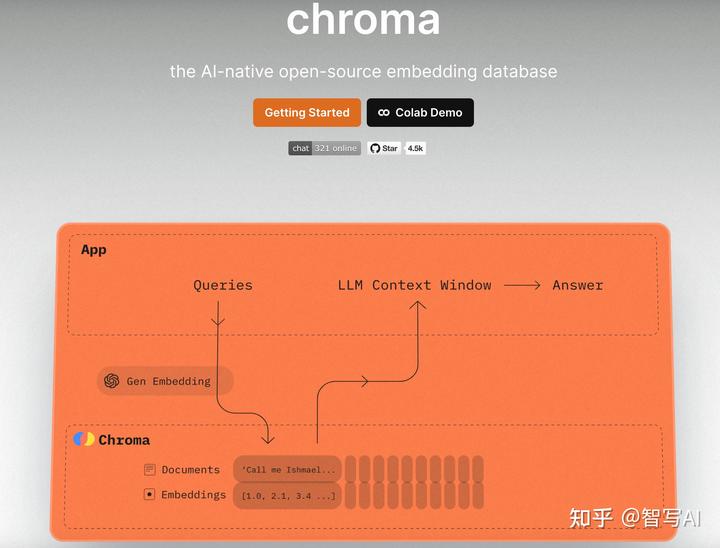 chroma
the AI-native open-source embedding database
Getting Started
Colab Demo
chat 321 online
Star 4.5k
App
Queries
LLM Context Window
Answer
Gen Embedding
Chroma
Documents
'Call me Ishmael...
Embeddings
[1.0, 2.1, 3.4 ...]
知乎 @智写AI